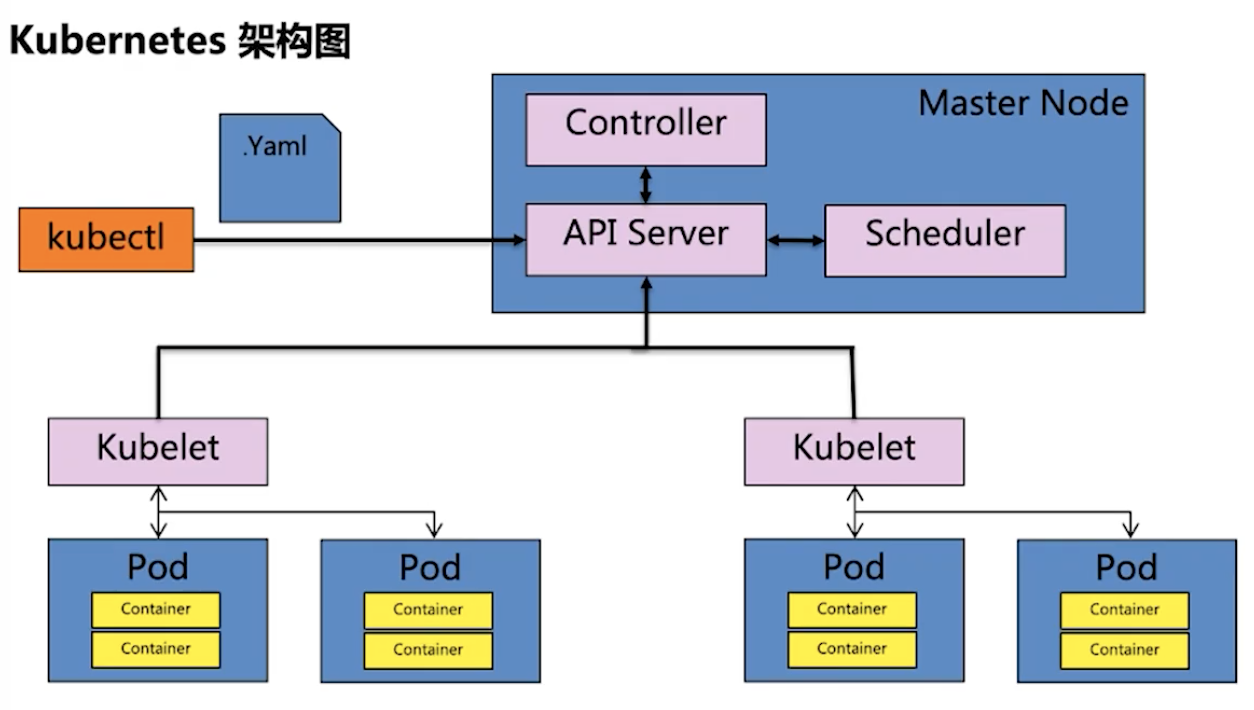 Kubernetes 架构图
Master Node
.Yaml
Controller
kubectl
API Server
Scheduler
Kubelet
Kubelet
Pod
Container
Container
Pod
Container
Container
Pod
Container
Container
Pod
Container
Container